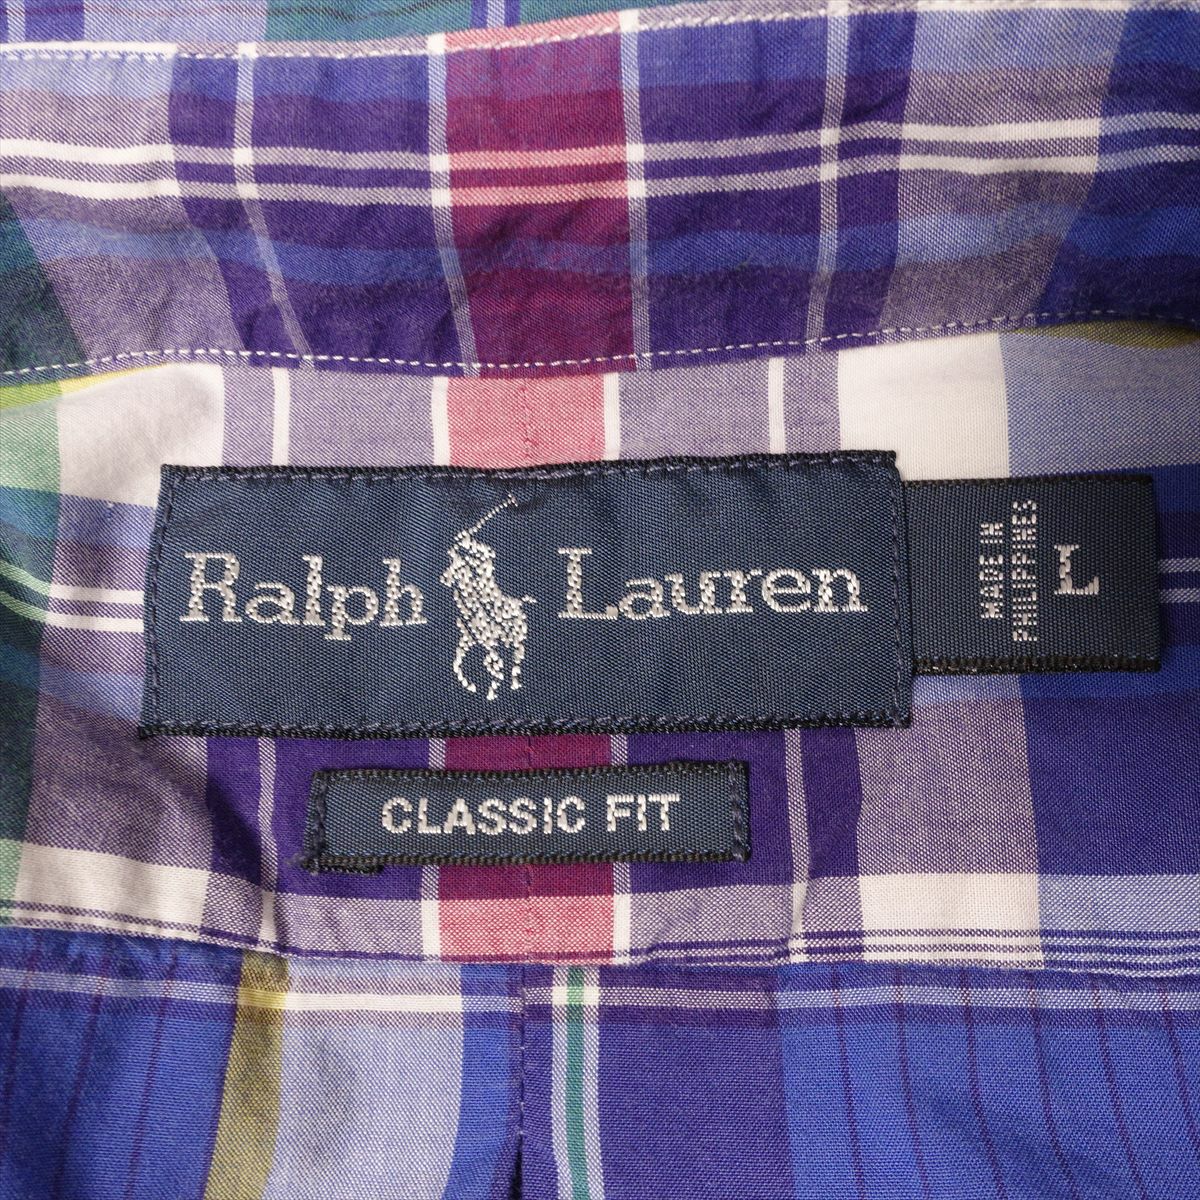 Ralph Lauren
MADE IN
PHILIPPINES
L
CLASSIC FIT